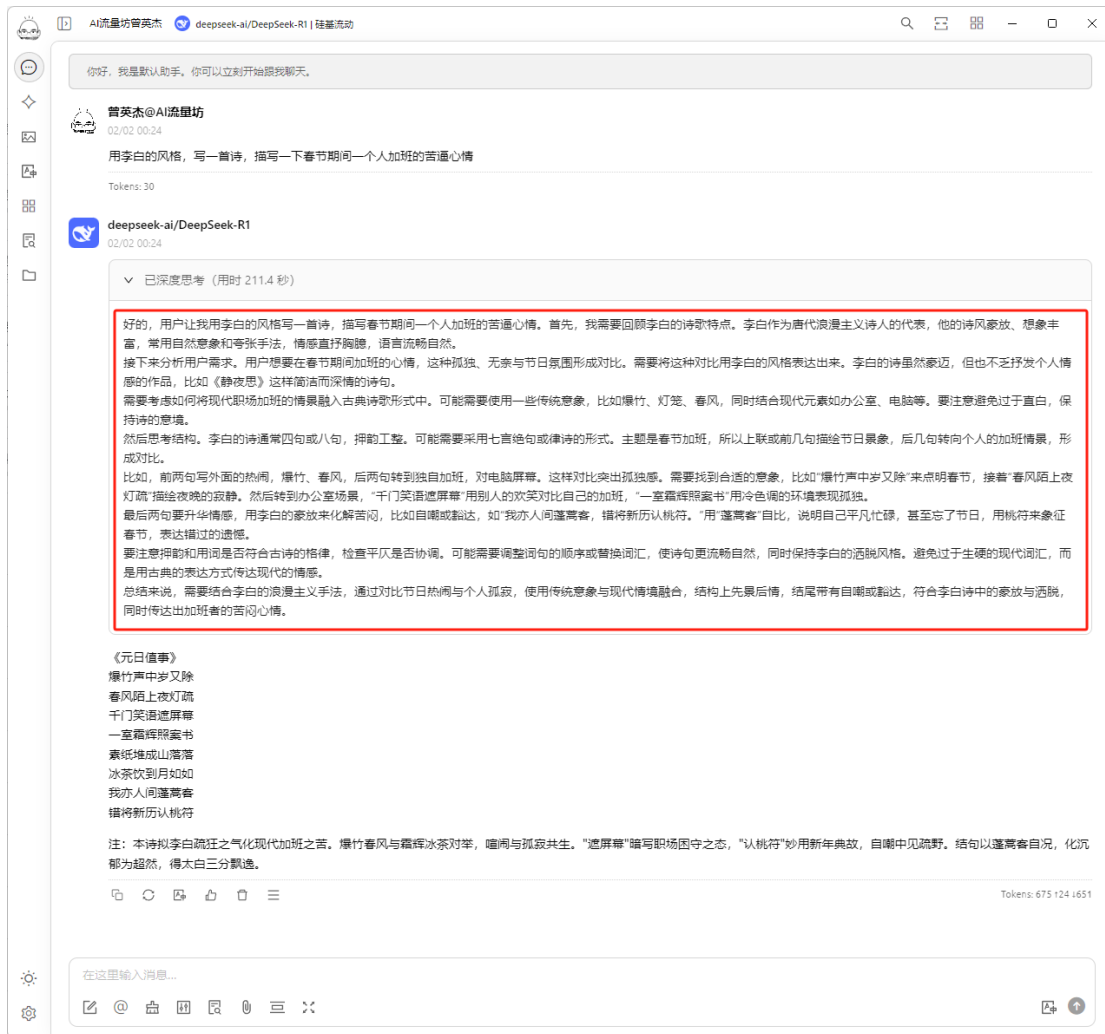 AI流量坊曾英杰 deepseek-ai/DeepSeek-R1 | 硅基流动
你好，我是默认助手。你可以立刻开始跟我聊天。
曾英杰@AI流量坊
02/02 00:24
用李白的风格，写一首诗，描写一下春节期间一个人加班的苦逼心情
Tokens: 30
deepseek-ai/DeepSeek-R1
02/02 00:24
已深度思考（用时 211.4 秒）
好的，用户让我用李白的风格写一首诗，描写春节期间一个人加班的苦逼心情。首先，我需要回顾李白的诗歌特点。李白作为唐代浪漫主义诗人的代表，他的诗风豪放、想象丰
富，常用自然意象和夸张手法，情感直抒胸臆，语言流畅自然。
接下来分析用户需求。用户想要在春节期间加班的心情，这种孤独、无奈与节日氛围形成对比。需要将这种对比用李白的风格表达出来。李白的诗虽然豪迈，但也不乏抒发个人情
感的作品，比如《静夜思》这样简洁而深情的诗句。
需要考虑如何将现代职场加班的情景融入古典诗歌形式中。可能需要使用一些传统意象，比如爆竹、灯笼、春风，同时结合现代元素如办公室、电脑等。要注意避免过于直白，保
持诗的意境。
然后思考结构。李白的诗通常四句或八句，押韵工整。可能需要采用七言绝句或律诗的形式。主题是春节加班，所以上联或前几句描绘节日景象，后几句转向个人的加班情景，形
成对比。
比如，前两句写外面的热闹，爆竹、春风，后两句转到独自加班，对电脑屏幕。这样对比突出孤独感。需要找到合适的意象，比如"爆竹声中岁又除"来点明春节，接着"春风陌上夜
灯疏"描绘夜晚的寂静。然后转到办公室场景，"千门笑语遮屏幕"用别人的欢笑对比自己的加班，"一室霜辉照案书"用冷色调的环境表现孤独。
最后两句要升华情感，用李白的豪放来化解苦闷，比如自嘲或豁达，如"我亦人间蓬蒿客，错将新历认桃符。"用"蓬蒿客"自比，说明自己平凡忙碌，甚至忘了节日，用桃符来象征
春节，表达错过的遗憾。
要注意押韵和用词是否符合古诗的格律，检查平仄是否协调。可能需要调整词句的顺序或替换词汇，使诗句更流畅自然，同时保持李白的洒脱风格。避免过于生硬的现代词汇，而
是用古典的表达方式传达现代的情感。
总结来说，需要结合李白的浪漫主义手法，通过对比节日热闹与个人孤寂，使用传统意象与现代情境融合，结构上先景后情，结尾带有自嘲或豁达，符合李白诗中的豪放与洒脱，
同时传达出加班者的苦闷心情。
《元日值事》
爆竹声中岁又除
春风陌上夜灯疏
千门笑语遮屏幕
一室霜辉照案书
素纸堆成山落落
冰茶饮到月如如
我亦人间蓬蒿客
错将新历认桃符
注：本诗拟李白疏狂之气化现代加班之苦。爆竹春风与霜辉冰茶对举，喧闹与孤寂共生。"遮屏幕"暗写职场困守之态，"认桃符"妙用新年典故，自嘲中见疏野。结句以蓬蒿客自况，化沉
郁为超然，得太白三分飘逸。
Tokens: 675 ↑24 ↓651
在这里输入消息...